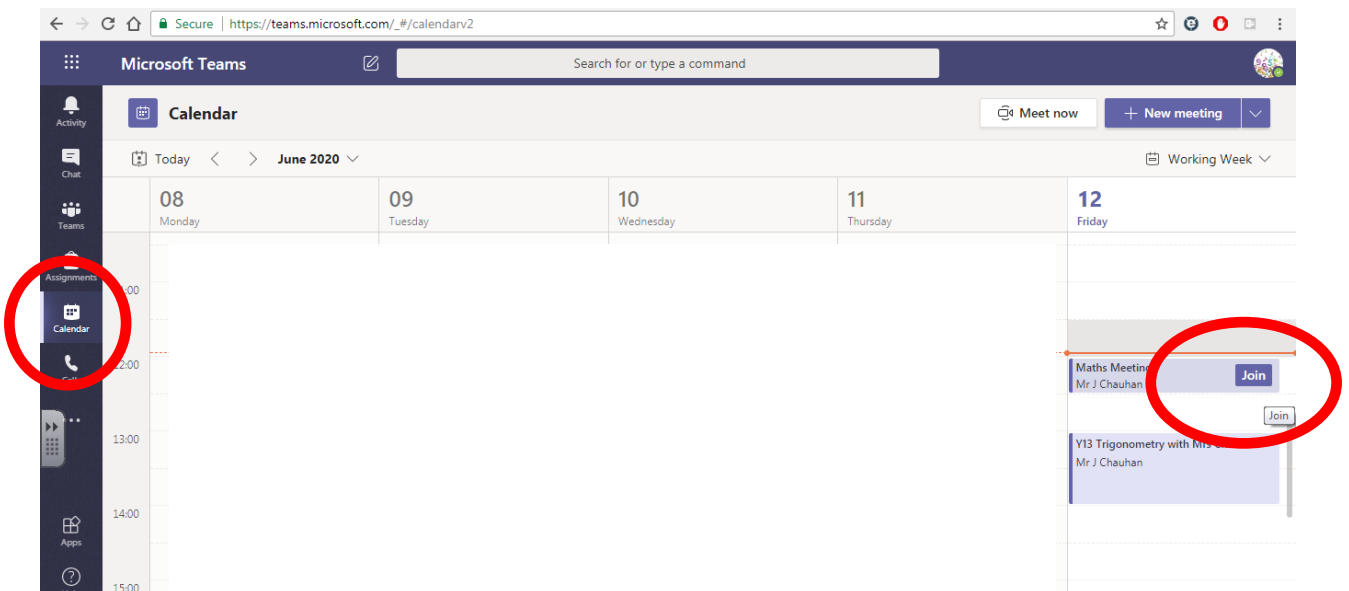 Secure | https://teams.microsoft.com/_#/calendarv2
Microsoft Teams
Search for or type a command
Activity
Calendar
Meet now
+ New meeting
Chat
Today
June 2020
Working Week
Teams
08
Monday
09
Tuesday
10
Wednesday
11
Thursday
12
Friday
Assignments
Calendar
12:00
Maths Meeting
Mr J Chauhan
Join
Join
13:00
Y13 Trigonometry with
Mr J Chauhan
14:00
Apps
15:00